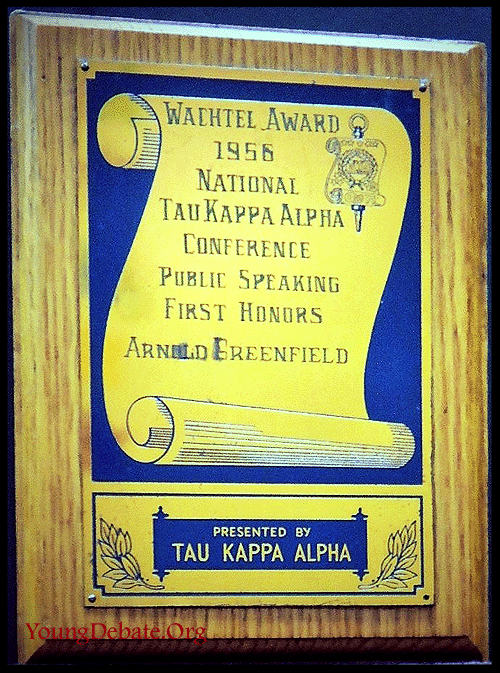 WACHTEL AWARD
1956
NATIONAL
TAU KAPPA ALPHA
CONFERENCE
PUBLIC SPEAKING
FIRST HONORS
ARNOLD GREENFIELD
PRESENTED BY
TAU KAPPA ALPHA
YoungDebate.Org